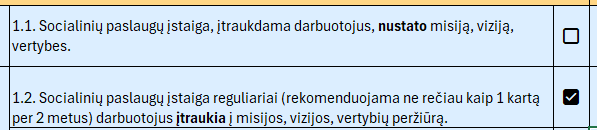 1.1. Socialinių paslaugų įstaiga, įtraukdama darbuotojus, nustato misiją, viziją,
vertybes.
1.2. Socialinių paslaugų įstaiga reguliariai (rekomenduojama ne rečiau kaip 1 kartą
per 2 metus) darbuotojus įtraukia į misijos, vizijos, vertybių peržiūrą.